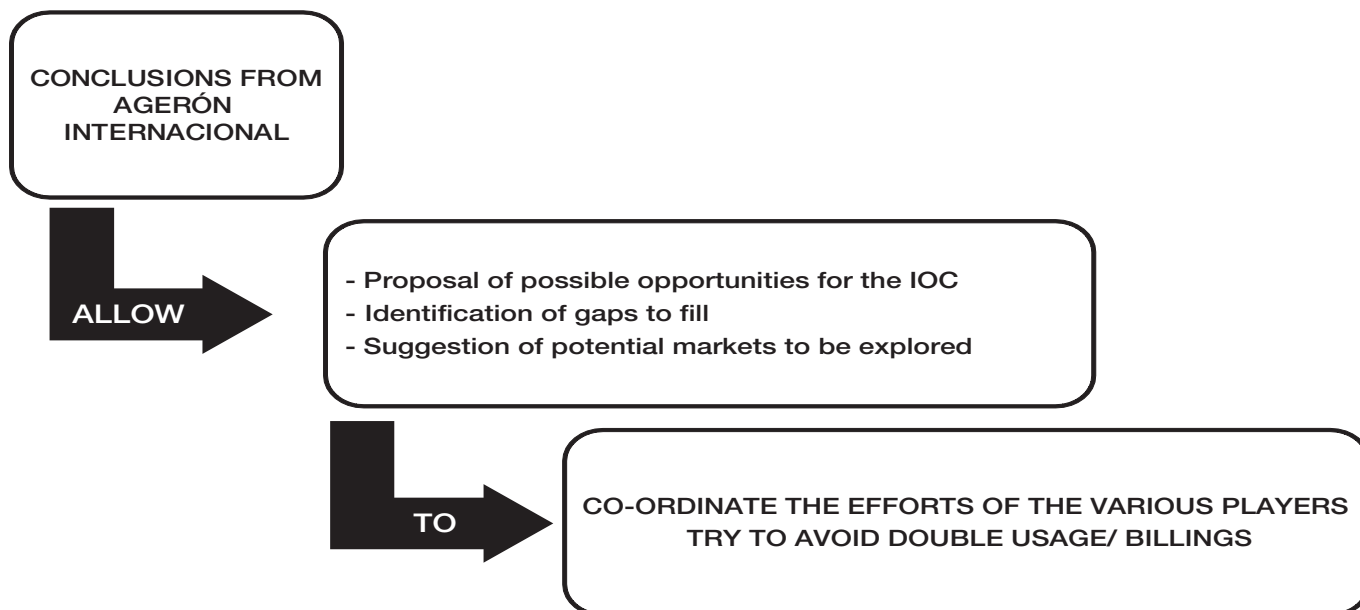 CONCLUSIONS FROM
AGERÓN
INTERNACIONAL
ALLOW
- Proposal of possible opportunities for the IOC
- Identification of gaps to fill
- Suggestion of potential markets to be explored
TO
CO-ORDINATE THE EFFORTS OF THE VARIOUS PLAYERS
TRY TO AVOID DOUBLE USAGE/ BILLINGS